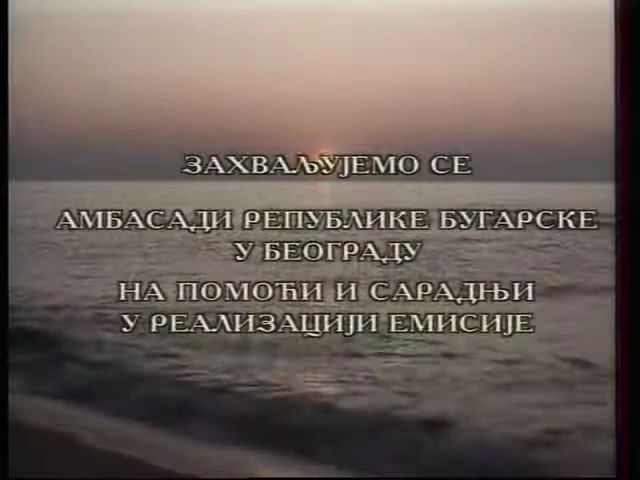 ЗАХВАЉУЈЕМО СЕ
АМБАСАДИ РЕПУБЛИКЕ БУГАРСКЕ
У БЕОГРАДУ
НА ПОМОЋИ И САРАДЊИ
У РЕАЛИЗАЦИЈИ ЕМИСИЈЕ